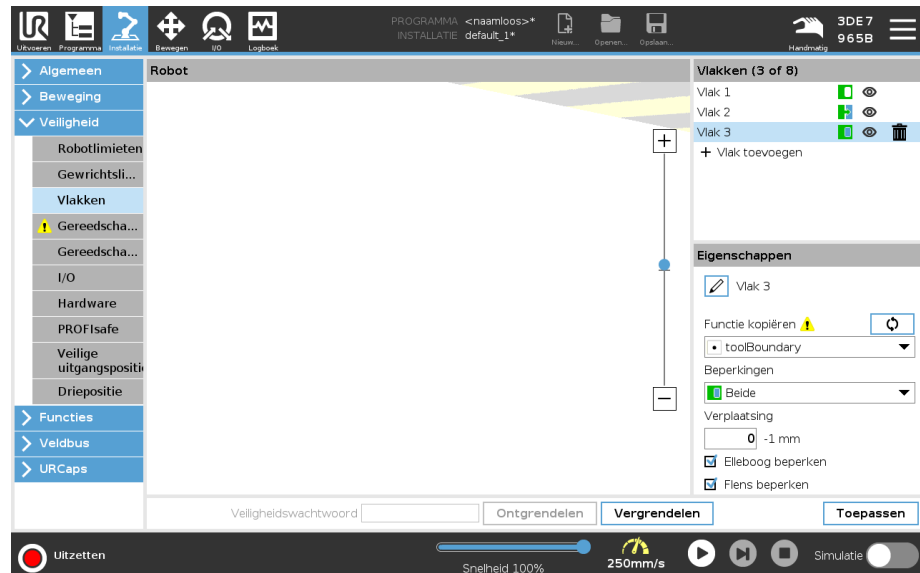 PROGRAMMA <naamloos>*
INSTALLATIE default_1*
Uitvoeren Programma Installatie Bewegen I/O Logboek
Nieuw... Openen... Opslaan...
Handmatig
3DE7
965B
Algemeen
Beweging
Veiligheid
Robotlimieten
Gewrichtsli...
Vlakken
Gereedscha...
Gereedscha...
I/O
Hardware
PROFIsafe
Veilige
uitgangspositi
Driepositie
Functies
Veldbus
URCaps
Robot
Vlakken (3 of 8)
Vlak 1
Vlak 2
Vlak 3
+ Vlak toevoegen
Eigenschappen
Vlak 3
Functie kopiëren
toolBoundary
Beperkingen
Beide
Verplaatsing
0 -1 mm
Elleboog beperken
Flens beperken
Veiligheidswachtwoord Ontgrendelen Vergrendelen Toepassen
Uitzetten
Snelheid 100%
250mm/s
Simulatie